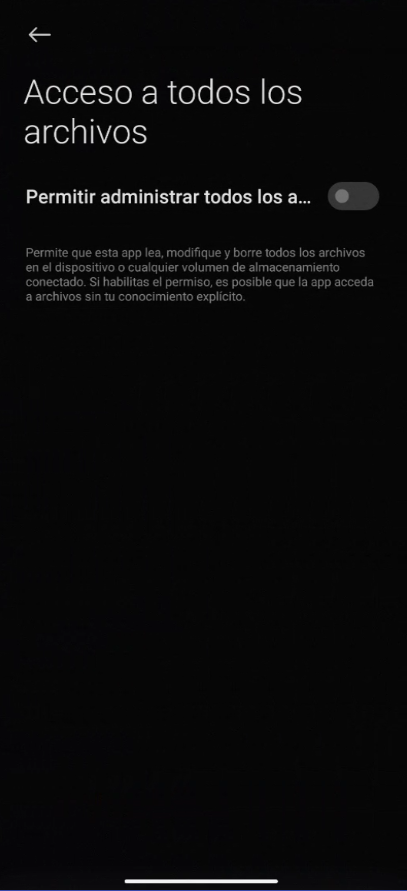 Acceso a todos los
archivos
Permitir administrar todos los a...
Permite que esta app lea, modifique y borre todos los archivos
en el dispositivo o cualquier volumen de almacenamiento
conectado. Si habilitas el permiso, es posible que la app acceda
a archivos sin tu conocimiento explícito.